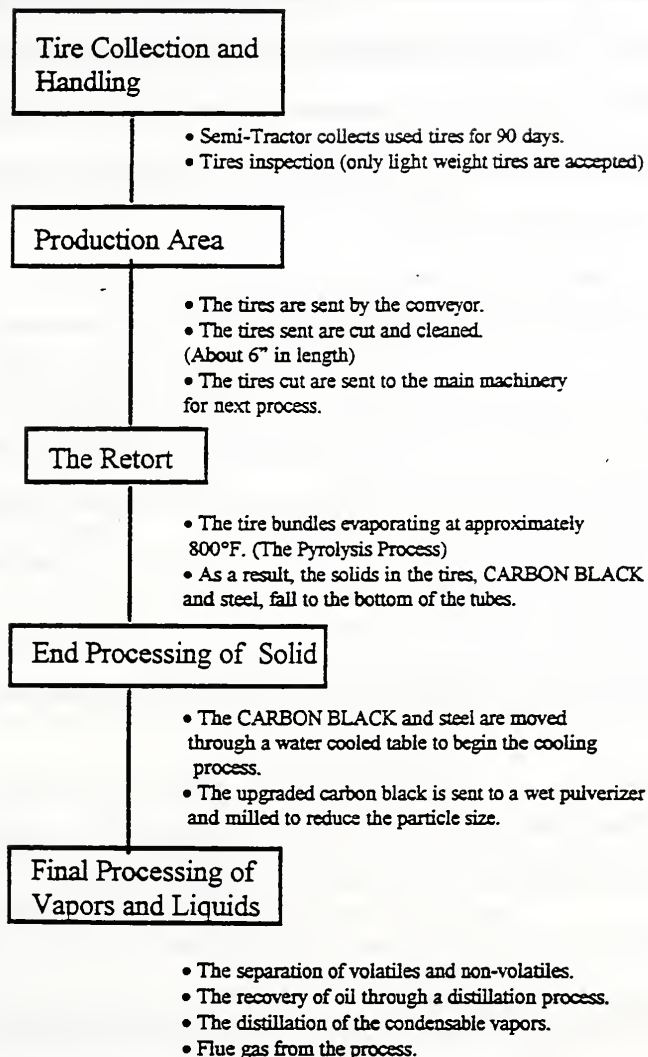 Tire Collection and
Handling
• Semi-Tractor collects used tires for 90 days.
• Tires inspection (only light weight tires are accepted)
Production Area
• The tires are sent by the conveyor.
• The tires sent are cut and cleaned.
(About 6" in length)
• The tires cut are sent to the main machinery
for next process.
The Retort
• The tire bundles evaporating at approximately
800°F. (The Pyrolysis Process)
• As a result, the solids in the tires, CARBON BLACK
and steel, fall to the bottom of the tubes.
End Processing of Solid
• The CARBON BLACK and steel are moved
through a water cooled table to begin the cooling
process.
• The upgraded carbon black is sent to a wet pulverizer
and milled to reduce the particle size.
Final Processing of
Vapors and Liquids
• The separation of volatiles and non-volatiles.
• The recovery of oil through a distillation process.
• The distillation of the condensable vapors.
• Flue gas from the process.